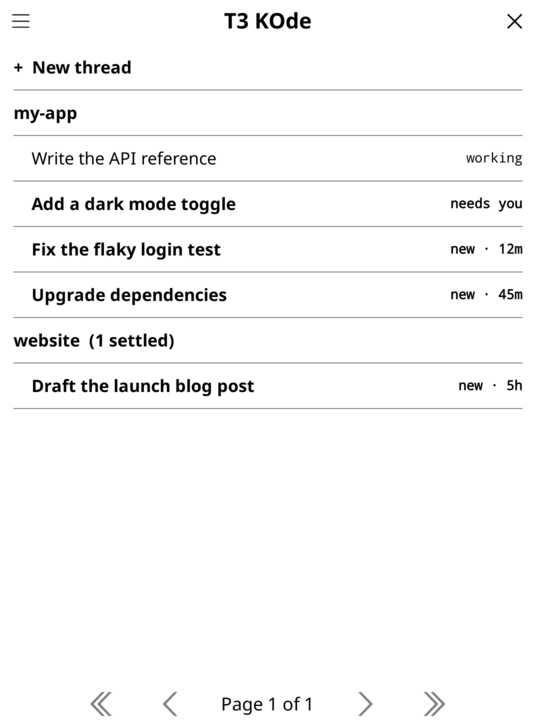 T3 KOde
+ New thread
my-app
Write the API reference working
Add a dark mode toggle needs you
Fix the flaky login test new · 12m
Upgrade dependencies new · 45m
website (1 settled)
Draft the launch blog post new · 5h
Page 1 of 1